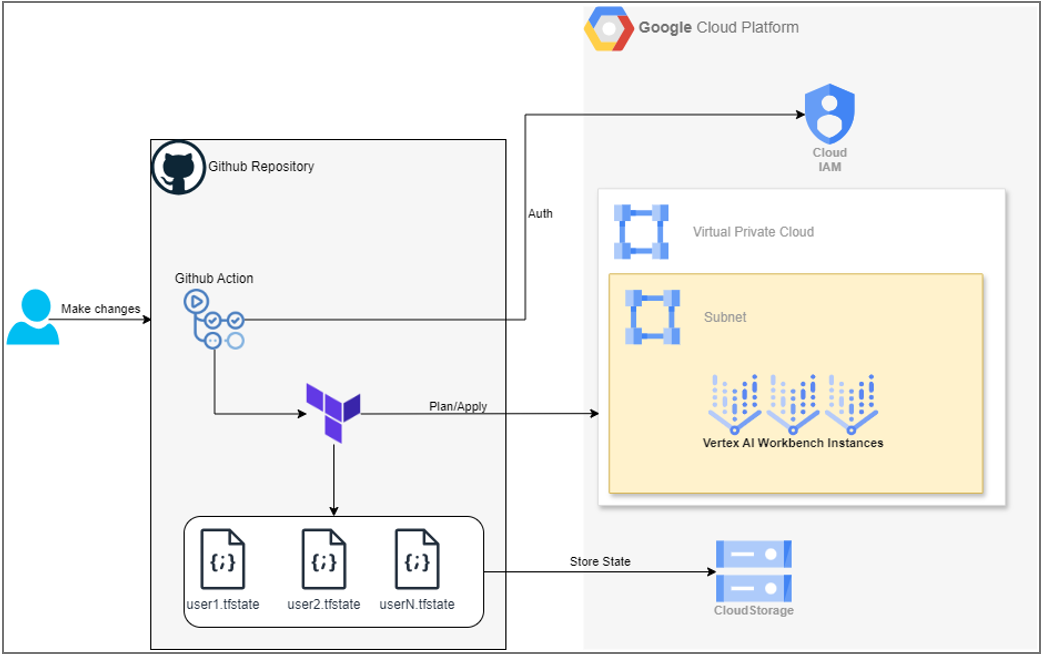 Google Cloud Platform
Cloud
IAM
Github Repository
Auth
Virtual Private Cloud
Github Action
Make changes
Subnet
Plan/Apply
Vertex AI Workbench Instances
{;}
{;}
{;}
Store State
user1.tfstate
user2.tfstate
userN.tfstate
CloudStorage